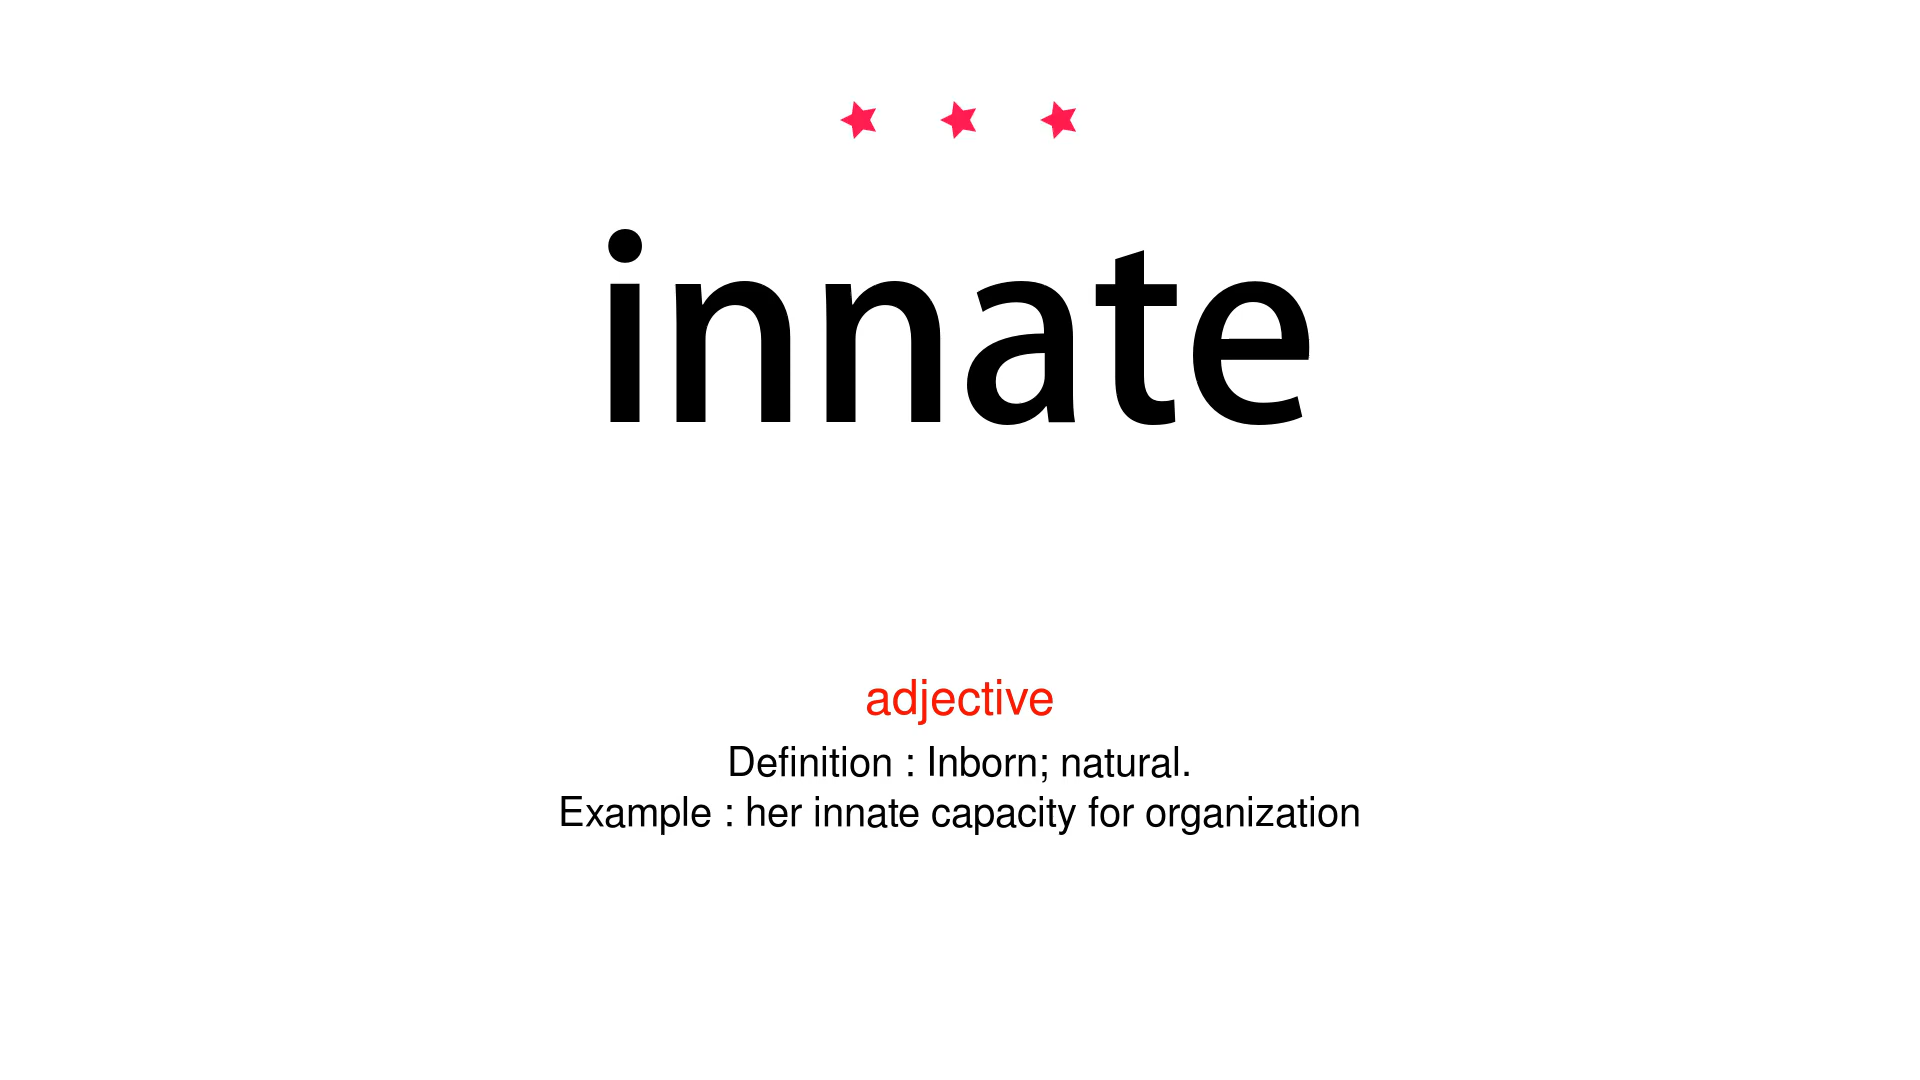 innate
adjective
Definition : Inborn; natural.
Example : her innate capacity for organization